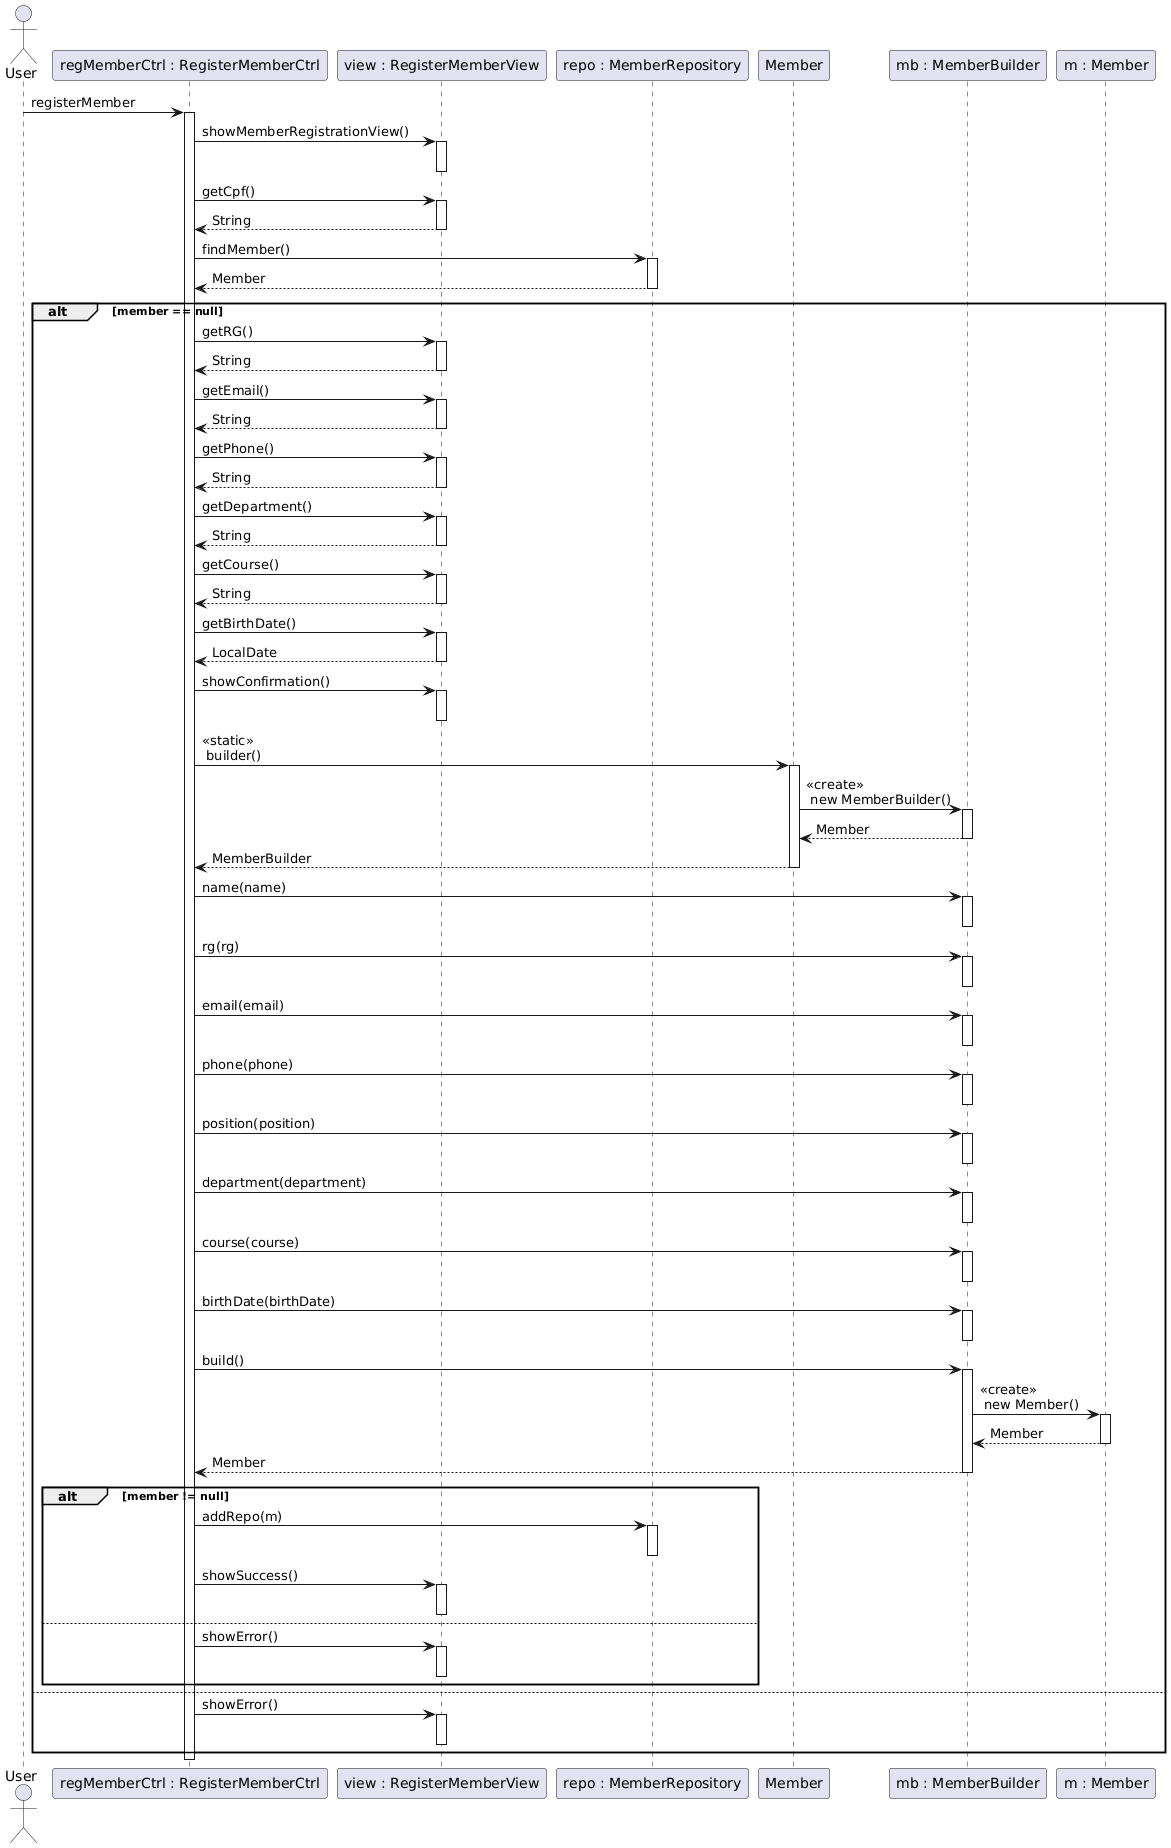 User
regMemberCtrl : RegisterMemberCtrl
view : RegisterMemberView
repo : MemberRepository
Member
mb : MemberBuilder
m : Member
registerMember
showMemberRegistrationView()
getCpf()
String
findMember()
Member
alt
[member == null]
getRG()
String
getEmail()
String
getPhone()
String
getDepartment()
String
getCourse()
String
getBirthDate()
LocalDate
showConfirmation()
«static»
builder()
«create»
new MemberBuilder()
Member
MemberBuilder
name(name)
rg(rg)
email(email)
phone(phone)
position(position)
department(department)
course(course)
birthDate(birthDate)
build()
«create»
new Member()
Member
Member
alt
[member != null]
addRepo(m)
showSuccess()
showError()
showError()
User
regMemberCtrl : RegisterMemberCtrl
view : RegisterMemberView
repo : MemberRepository
Member
mb : MemberBuilder
m : Member